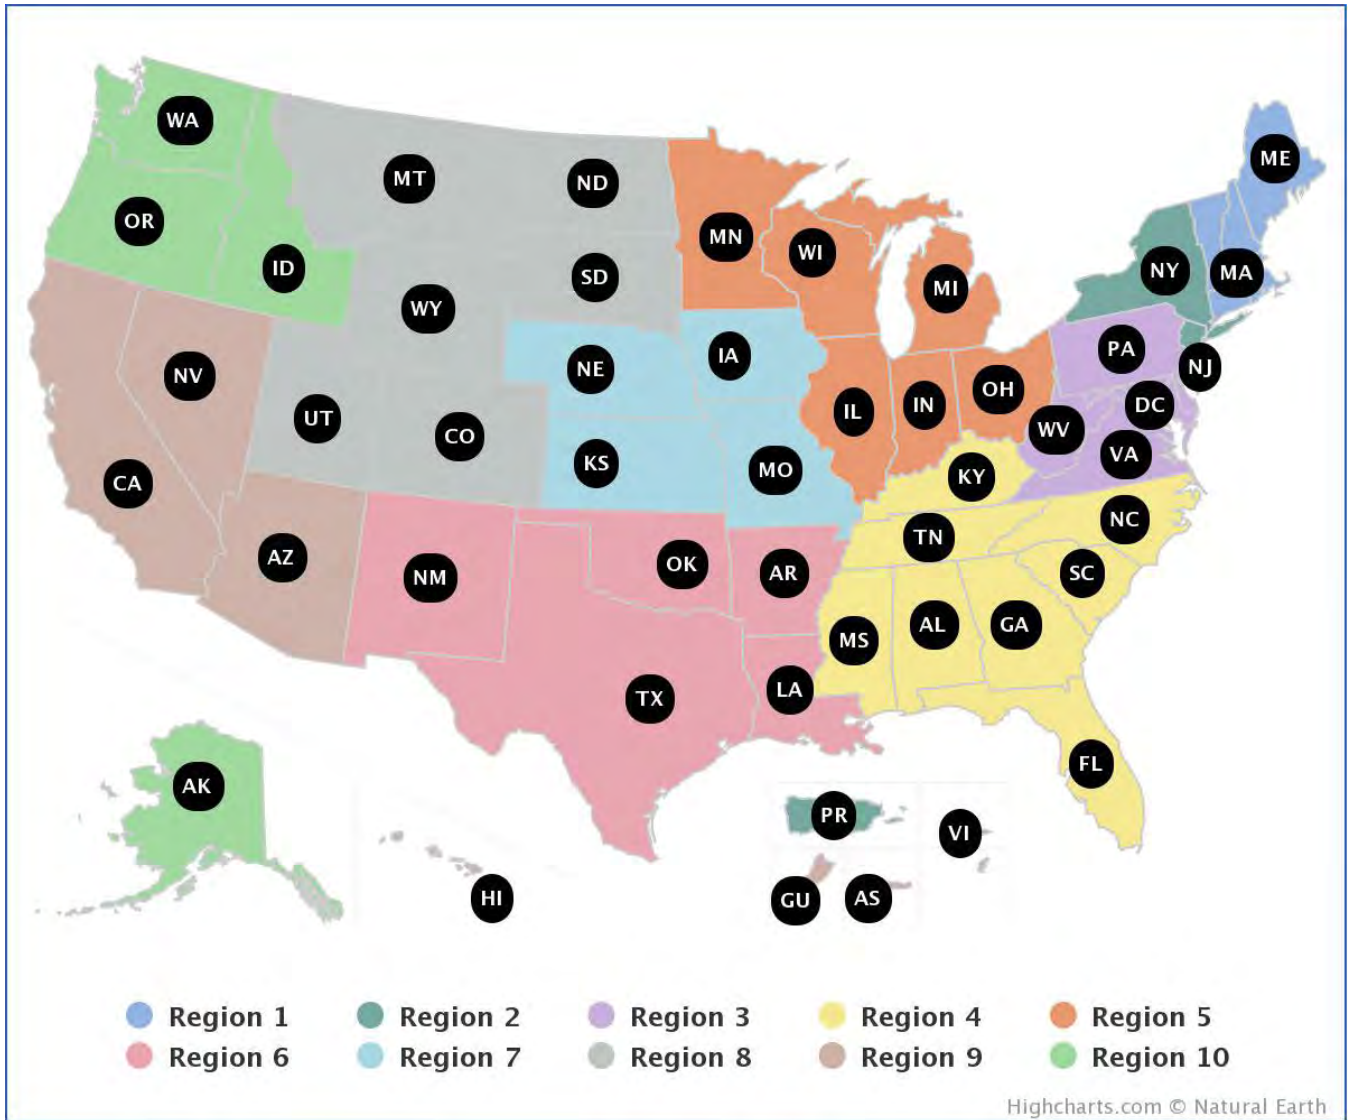 WA
ME
MT
ND
OR
MN
WI
ID
SD
NY
MA
MI
WY
PA
IA
NE
NJ
NV
OH
DC
IN
IL
UT
WV
CO
VA
KS
MO
KY
CA
NC
TN
AZ
OK
AR
SC
NM
GA
AL
MS
LA
TX
FL
AK
PR
VI
HI
GU
AS
Region 1 Region 2 Region 3 Region 4 Region 5
Region 6 Region 7 Region 8 Region 9 Region 10
Highcharts.com © Natural Earth